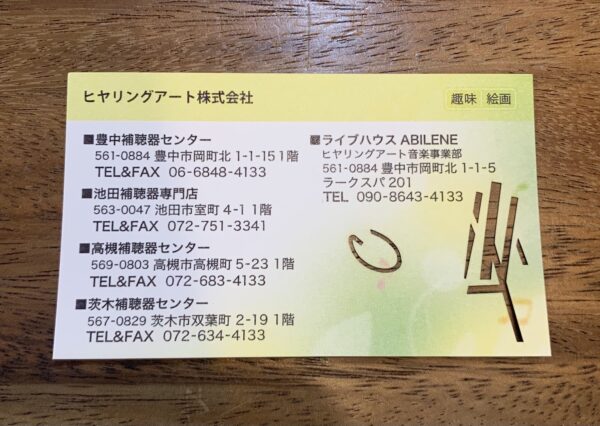 ヒヤリングアート株式会社
趣味 絵画
■豊中補聴器センター
561-0884 豊中市岡町北 1-1-15 1階
TEL&FAX 06-6848-4133
■池田補聴器専門店
563-0047 池田市室町 4-1 1階
TEL&FAX 072-751-3341
■高槻補聴器センター
569-0803 高槻市高槻町 5-23 1階
TEL&FAX 072-683-4133
■茨木補聴器センター
567-0829 茨木市双葉町 2-19 1階
TEL&FAX 072-634-4133
■ライブハウス ABILENE
ヒヤリングアート音楽事業部
561-0884 豊中市岡町北 1-1-5
ラークスパ 201
TEL 090-8643-4133